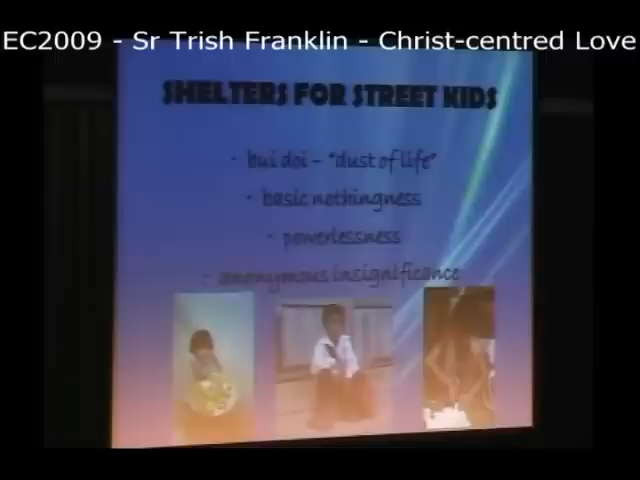 EC2009 - Sr Trish Franklin - Christ-centred Love
SHELTERS FOR STREET KIDS
• bui doi – "dust of life"
• basic nothingness
• powerlessness
• anonymous insignificance